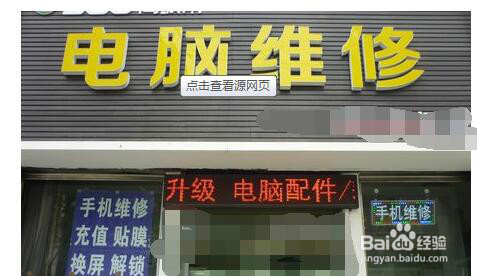 电脑维修
点击查看源网页
升级 电脑配件
手机维修
充值 贴膜
换屏 解锁
手机维修
Baidu经验
jingyan.baidu.com